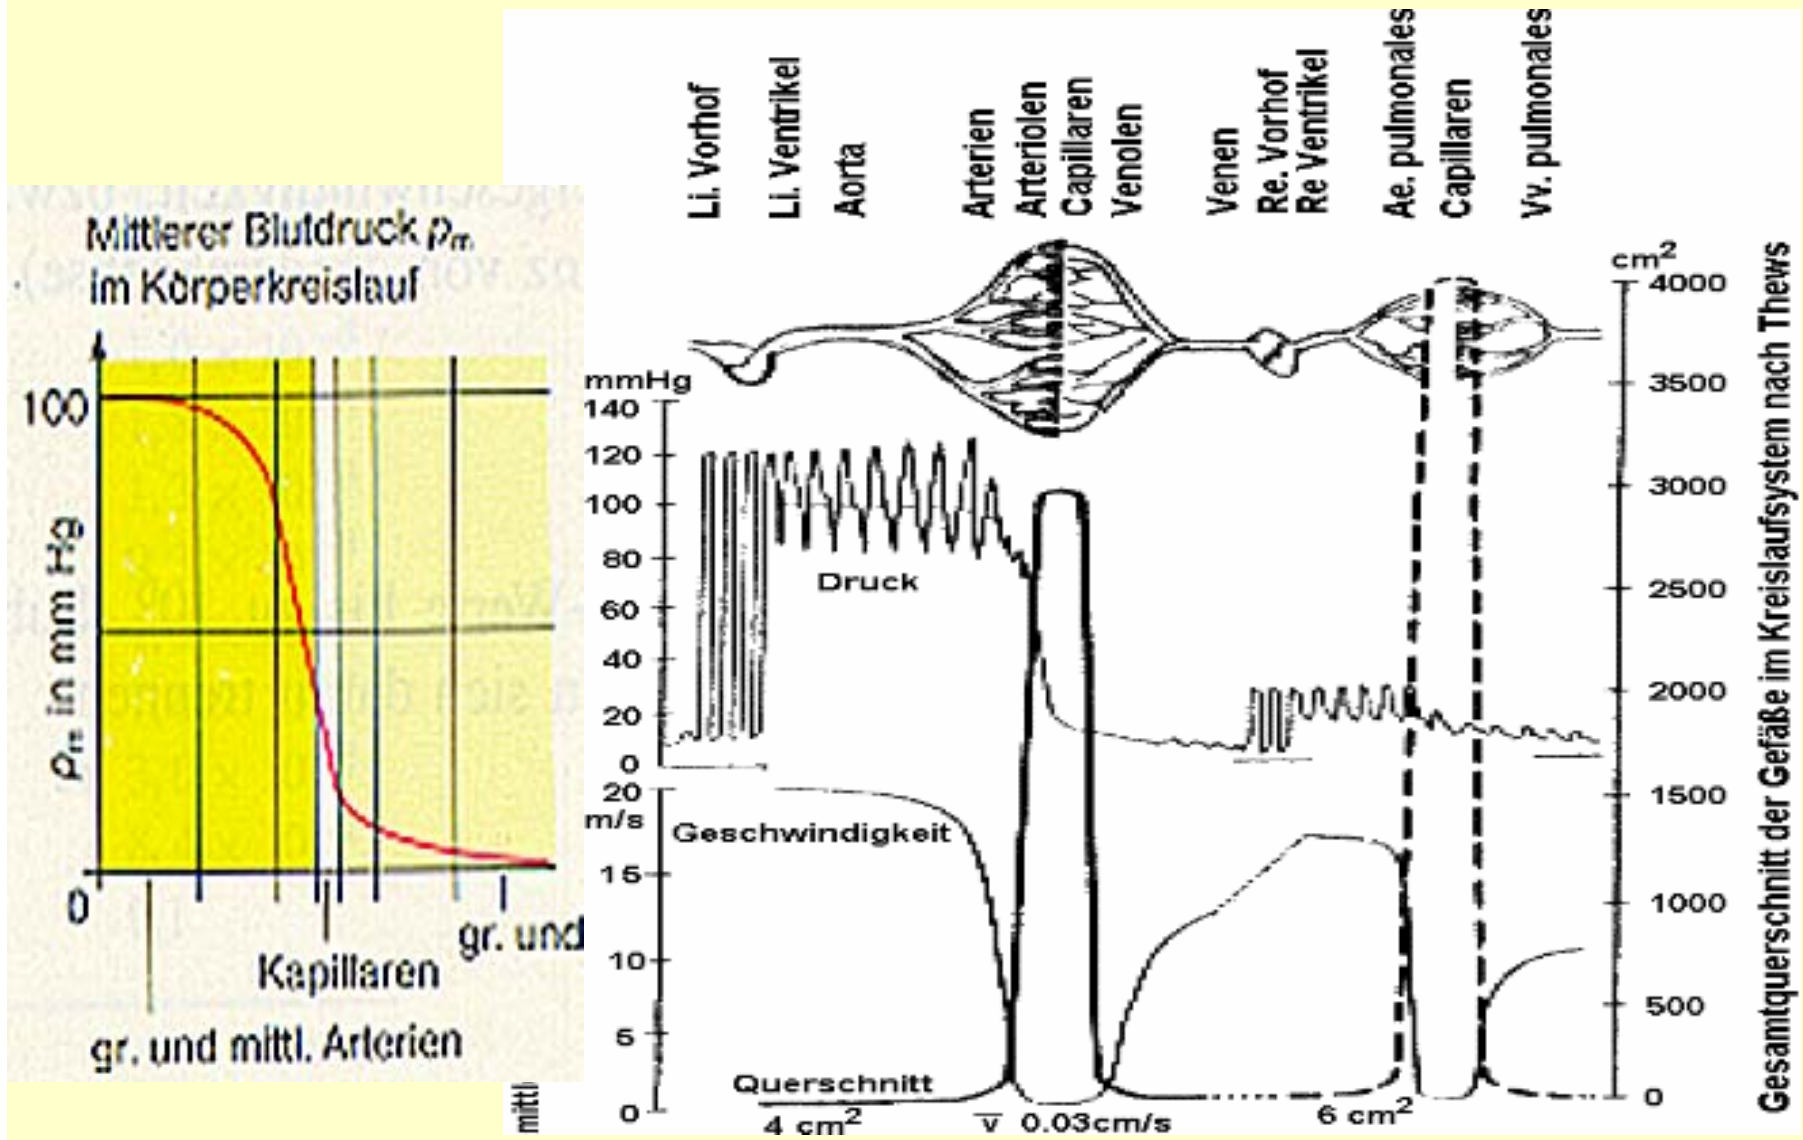 Mittlerer Blutdruck pm
im Körperkreislauf
100
0
pm in mm Hg
Kapillaren
gr. und
gr. und mittl. Arterien
Li. Vorhof
Li. Ventrikel
Aorta
Arterien
Arteriolen
Capillaren
Venolen
Venen
Re. Vorhof
Re Ventrikel
Ae. pulmonales
Capillaren
Vv. pulmonales
mmHg
140
120
100
80
60
40
20
0
Druck
20
m/s
15
10
5
0
Geschwindigkeit
Querschnitt
4 cm²
v 0.03cm/s
6 cm²
cm²
4000
3500
3000
2500
2000
1500
1000
500
0
Gesamtquerschnitt der Gefäße im Kreislaufsystem nach Thews